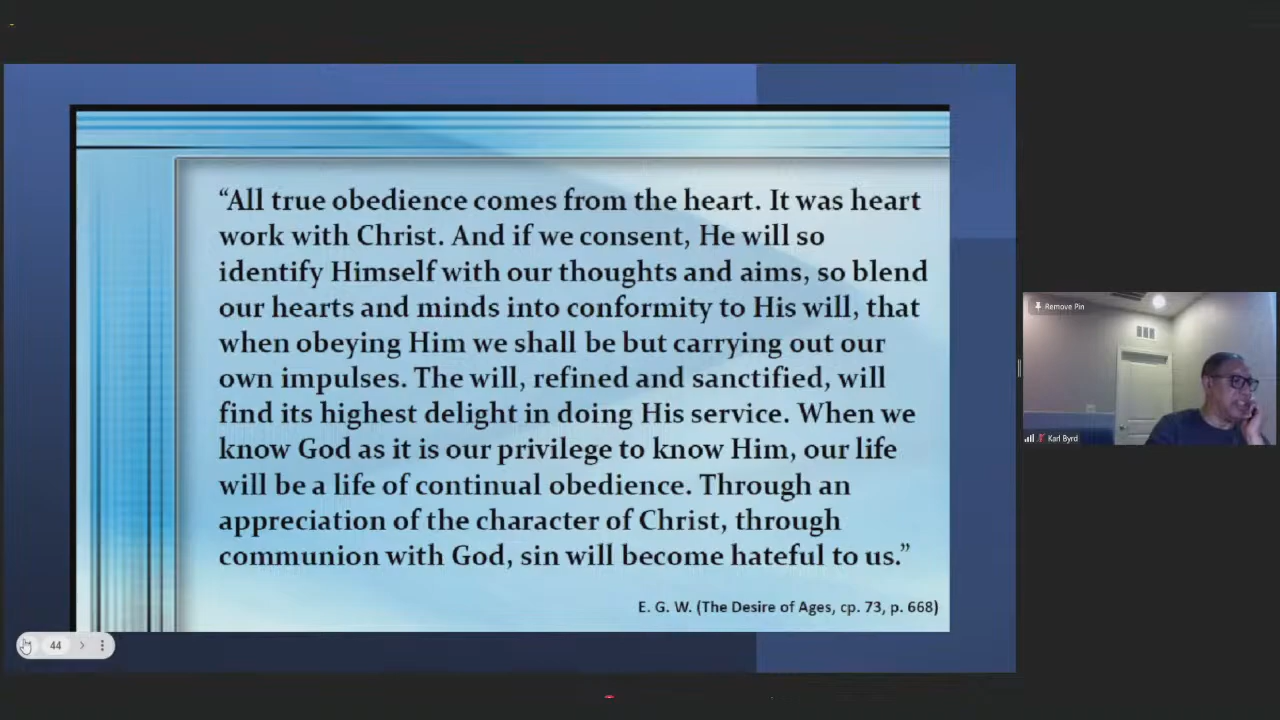 “All true obedience comes from the heart. It was heart
work with Christ. And if we consent, He will so
identify Himself with our thoughts and aims, so blend
our hearts and minds into conformity to His will, that
when obeying Him we shall be but carrying out our
own impulses. The will, refined and sanctified, will
find its highest delight in doing His service. When we
know God as it is our privilege to know Him, our life
will be a life of continual obedience. Through an
appreciation of the character of Christ, through
communion with God, sin will become hateful to us.”
E. G. W. (The Desire of Ages, cp. 73, p. 668)
44
Remove Pin
Karl Byrd